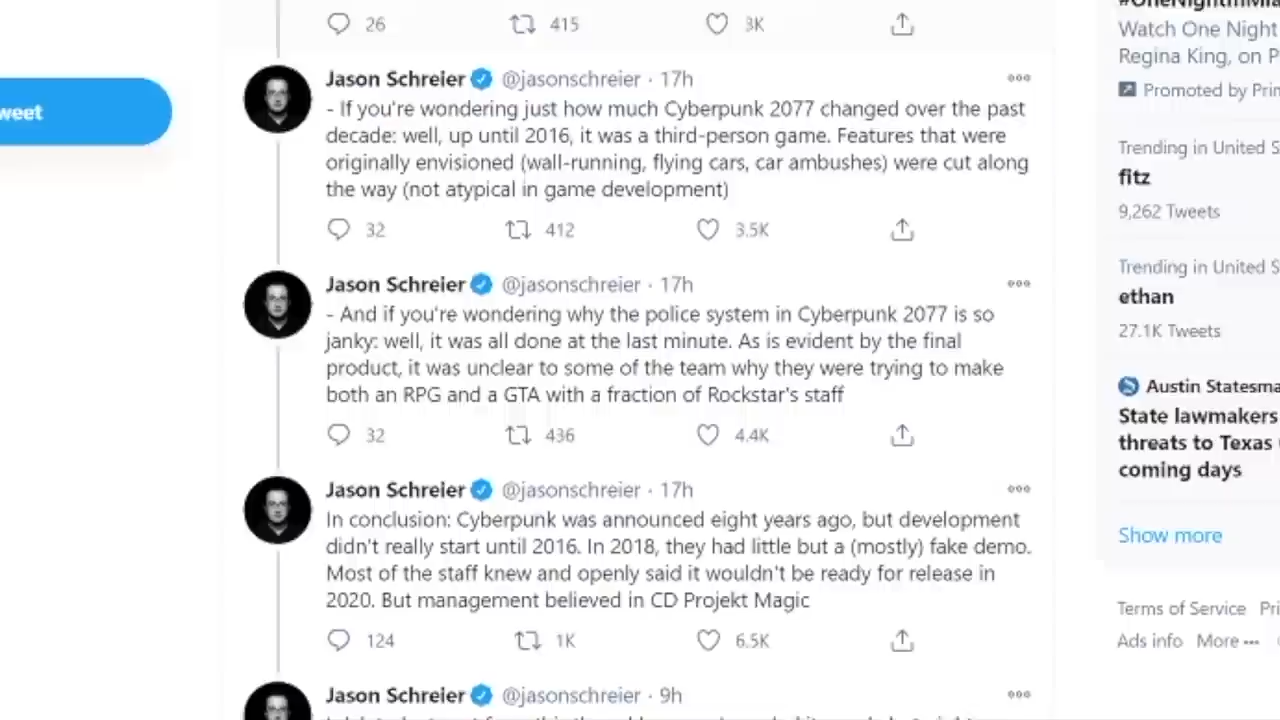 26 415 3K
Jason Schreier @jasonschreier · 17h
- If you're wondering just how much Cyberpunk 2077 changed over the past
decade: well, up until 2016, it was a third-person game. Features that were
originally envisioned (wall-running, flying cars, car ambushes) were cut along
the way (not atypical in game development)
32 412 3.5K
Jason Schreier @jasonschreier · 17h
- And if you're wondering why the police system in Cyberpunk 2077 is so
janky: well, it was all done at the last minute. As is evident by the final
product, it was unclear to some of the team why they were trying to make
both an RPG and a GTA with a fraction of Rockstar's staff
32 436 4.4K
Jason Schreier @jasonschreier · 17h
In conclusion: Cyberpunk was announced eight years ago, but development
didn't really start until 2016. In 2018, they had little but a (mostly) fake demo.
Most of the staff knew and openly said it wouldn't be ready for release in
2020. But management believed in CD Projekt Magic
124 1K 6.5K
Jason Schreier @jasonschreier · 9h
weet
Watch One Night
Regina King, on P
Promoted by Prim
Trending in United S
fitz
9,262 Tweets
Trending in United S
ethan
27.1K Tweets
Austin Statesma
State lawmakers
threats to Texas
coming days
Show more
Terms of Service Pri
Ads info More ···